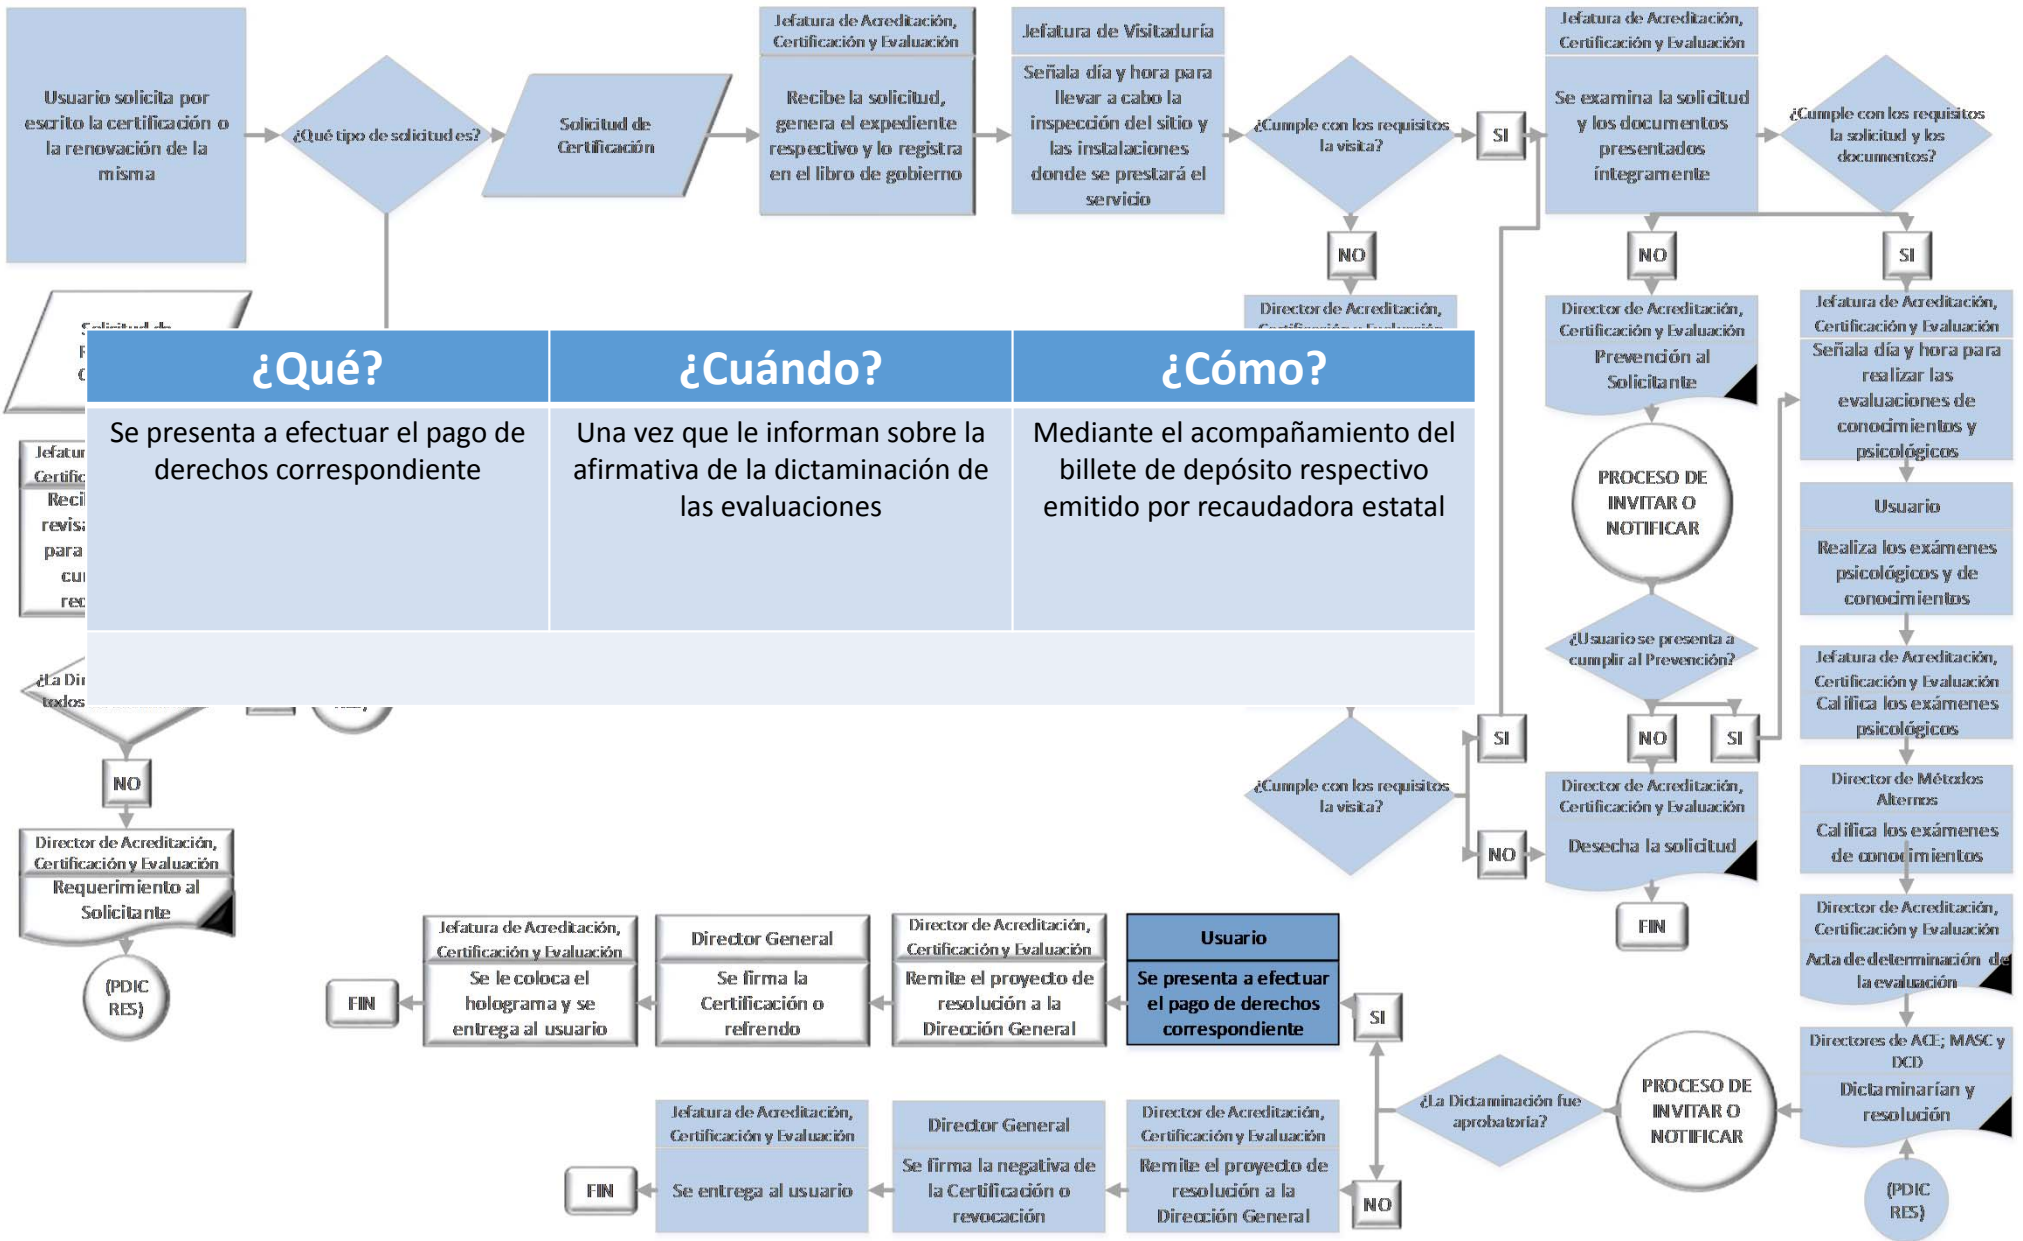 Usuario solicita por
escrito la certificación o
la renovación de la
misma
¿Qué tipo de solicitud es?
Solicitud de
Certificación
Jefatura de Acreditación,
Certificación y Evaluación
Recibe la solicitud,
genera el expediente
respectivo y lo registra
en el libro de gobierno
Jefatura de Visitaduría
Señala día y hora para
llevar a cabo la
inspección del sitio y
las instalaciones
donde se prestará el
servicio
¿Cumple con los requisitos
la visita?
SI
NO
Director de Acreditación,
Jefatura de Acreditación,
Certificación y Evaluación
Se examina la solicitud
y los documentos
presentados
íntegramente
¿Cumple con los requisitos
la solicitud y los
documentos?
NO
SI
Director de Acreditación,
Certificación y Evaluación
Prevención al
Solicitante
PROCESO DE
INVITAR O
NOTIFICAR
¿Usuario se presenta a
cumplir al Prevención?
NO
SI
Director de Acreditación,
Certificación y Evaluación
Desecha la solicitud
FIN
Jefatura de Acreditación,
Certificación y Evaluación
Señala día y hora para
realizar las
evaluaciones de
conocimientos y
psicológicos
Usuario
Realiza los exámenes
psicológicos y de
conocimientos
Jefatura de Acreditación,
Certificación y Evaluación
Califica los exámenes
psicológicos
Director de Métodos
Alternos
Califica los exámenes
de conocimientos
Director de Acreditación,
Certificación y Evaluación
Acta de determinación de
la evaluación
Directores de ACE; MASC y
DCD
Dictaminarían y
resolución
(PDIC
RES)
PROCESO DE
INVITAR O
NOTIFICAR
¿La Dictaminación fue
aprobatoria?
SI
NO
¿Qué?
¿Cuándo?
¿Cómo?
Se presenta a efectuar el pago de
derechos correspondiente
Una vez que le informan sobre la
afirmativa de la dictaminación de
las evaluaciones
Mediante el acompañamiento del
billete de depósito respectivo
emitido por recaudadora estatal
Solicitud de
¿La Dir
todos
NO
Director de Acreditación,
Certificación y Evaluación
Requerimiento al
Solicitante
(PDIC
RES)
¿Cumple con los requisitos
la visita?
SI
NO
Usuario
Se presenta a efectuar
el pago de derechos
correspondiente
Director de Acreditación,
Certificación y Evaluación
Remite el proyecto de
resolución a la
Dirección General
Director General
Se firma la
Certificación o
refrendo
Jefatura de Acreditación,
Certificación y Evaluación
Se le coloca el
holograma y se
entrega al usuario
FIN
Director de Acreditación,
Certificación y Evaluación
Remite el proyecto de
resolución a la
Dirección General
Director General
Se firma la negativa de
la Certificación o
revocación
Jefatura de Acreditación,
Certificación y Evaluación
Se entrega al usuario
FIN